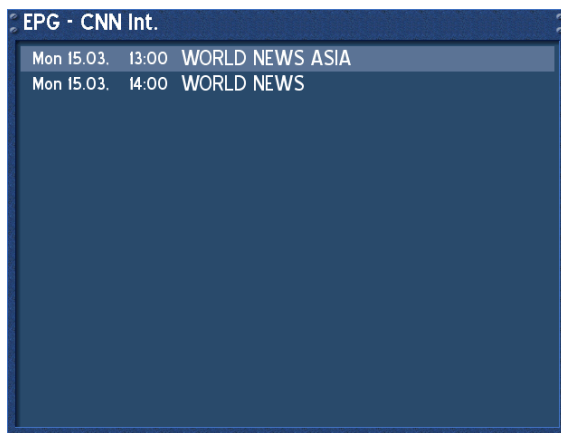 EPG - CNN Int.
Mon 15.03. 13:00 WORLD NEWS ASIA
Mon 15.03. 14:00 WORLD NEWS